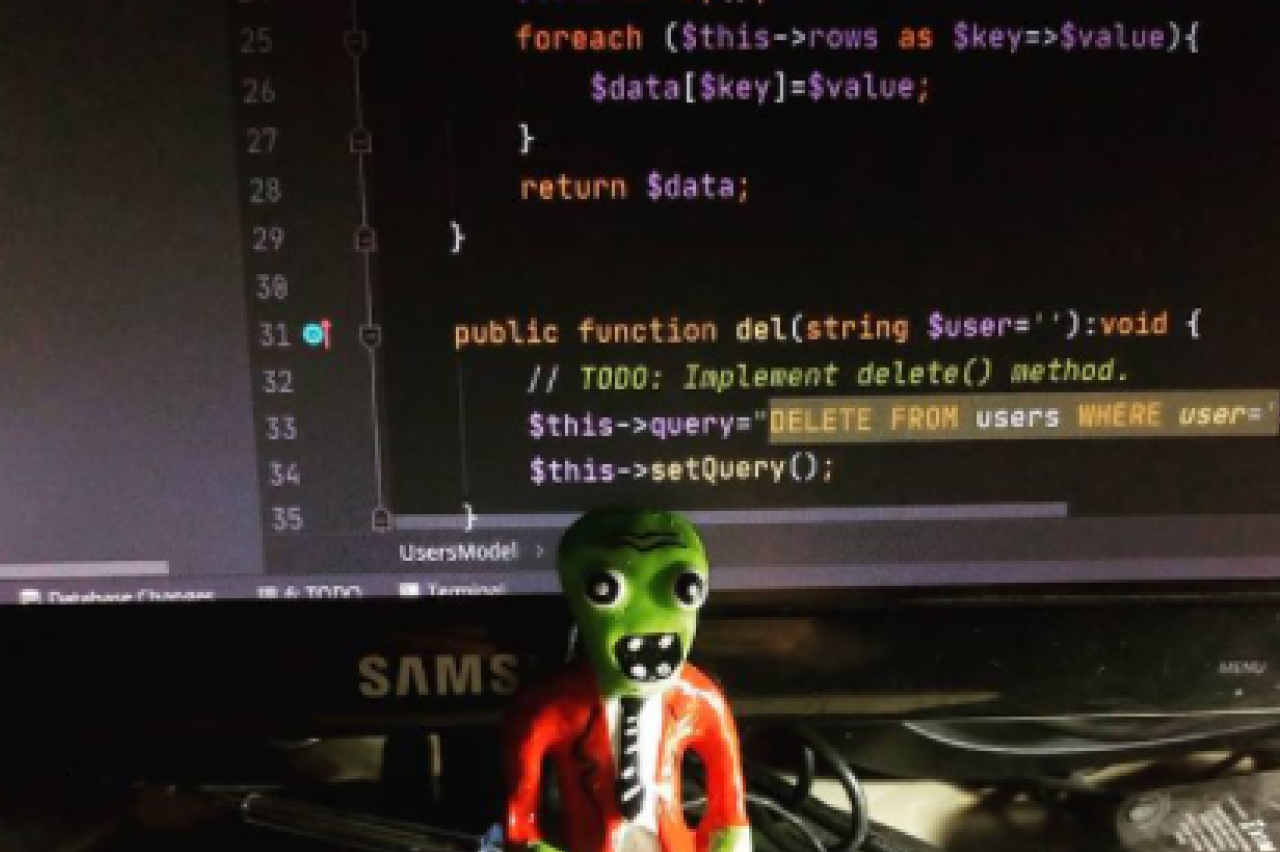 25 foreach ($this->rows as $key=>$value){
26 $data[$key]=$value;
27 }
28 return $data;
29 }
30
31 public function del(string $user=''):void {
32 // TODO: Implement delete() method.
33 $this->query="DELETE FROM users WHERE user='
34 $this->setQuery();
35 }
UsersModel >
Database Changes 6: TODO Terminal
SAMS
MENU